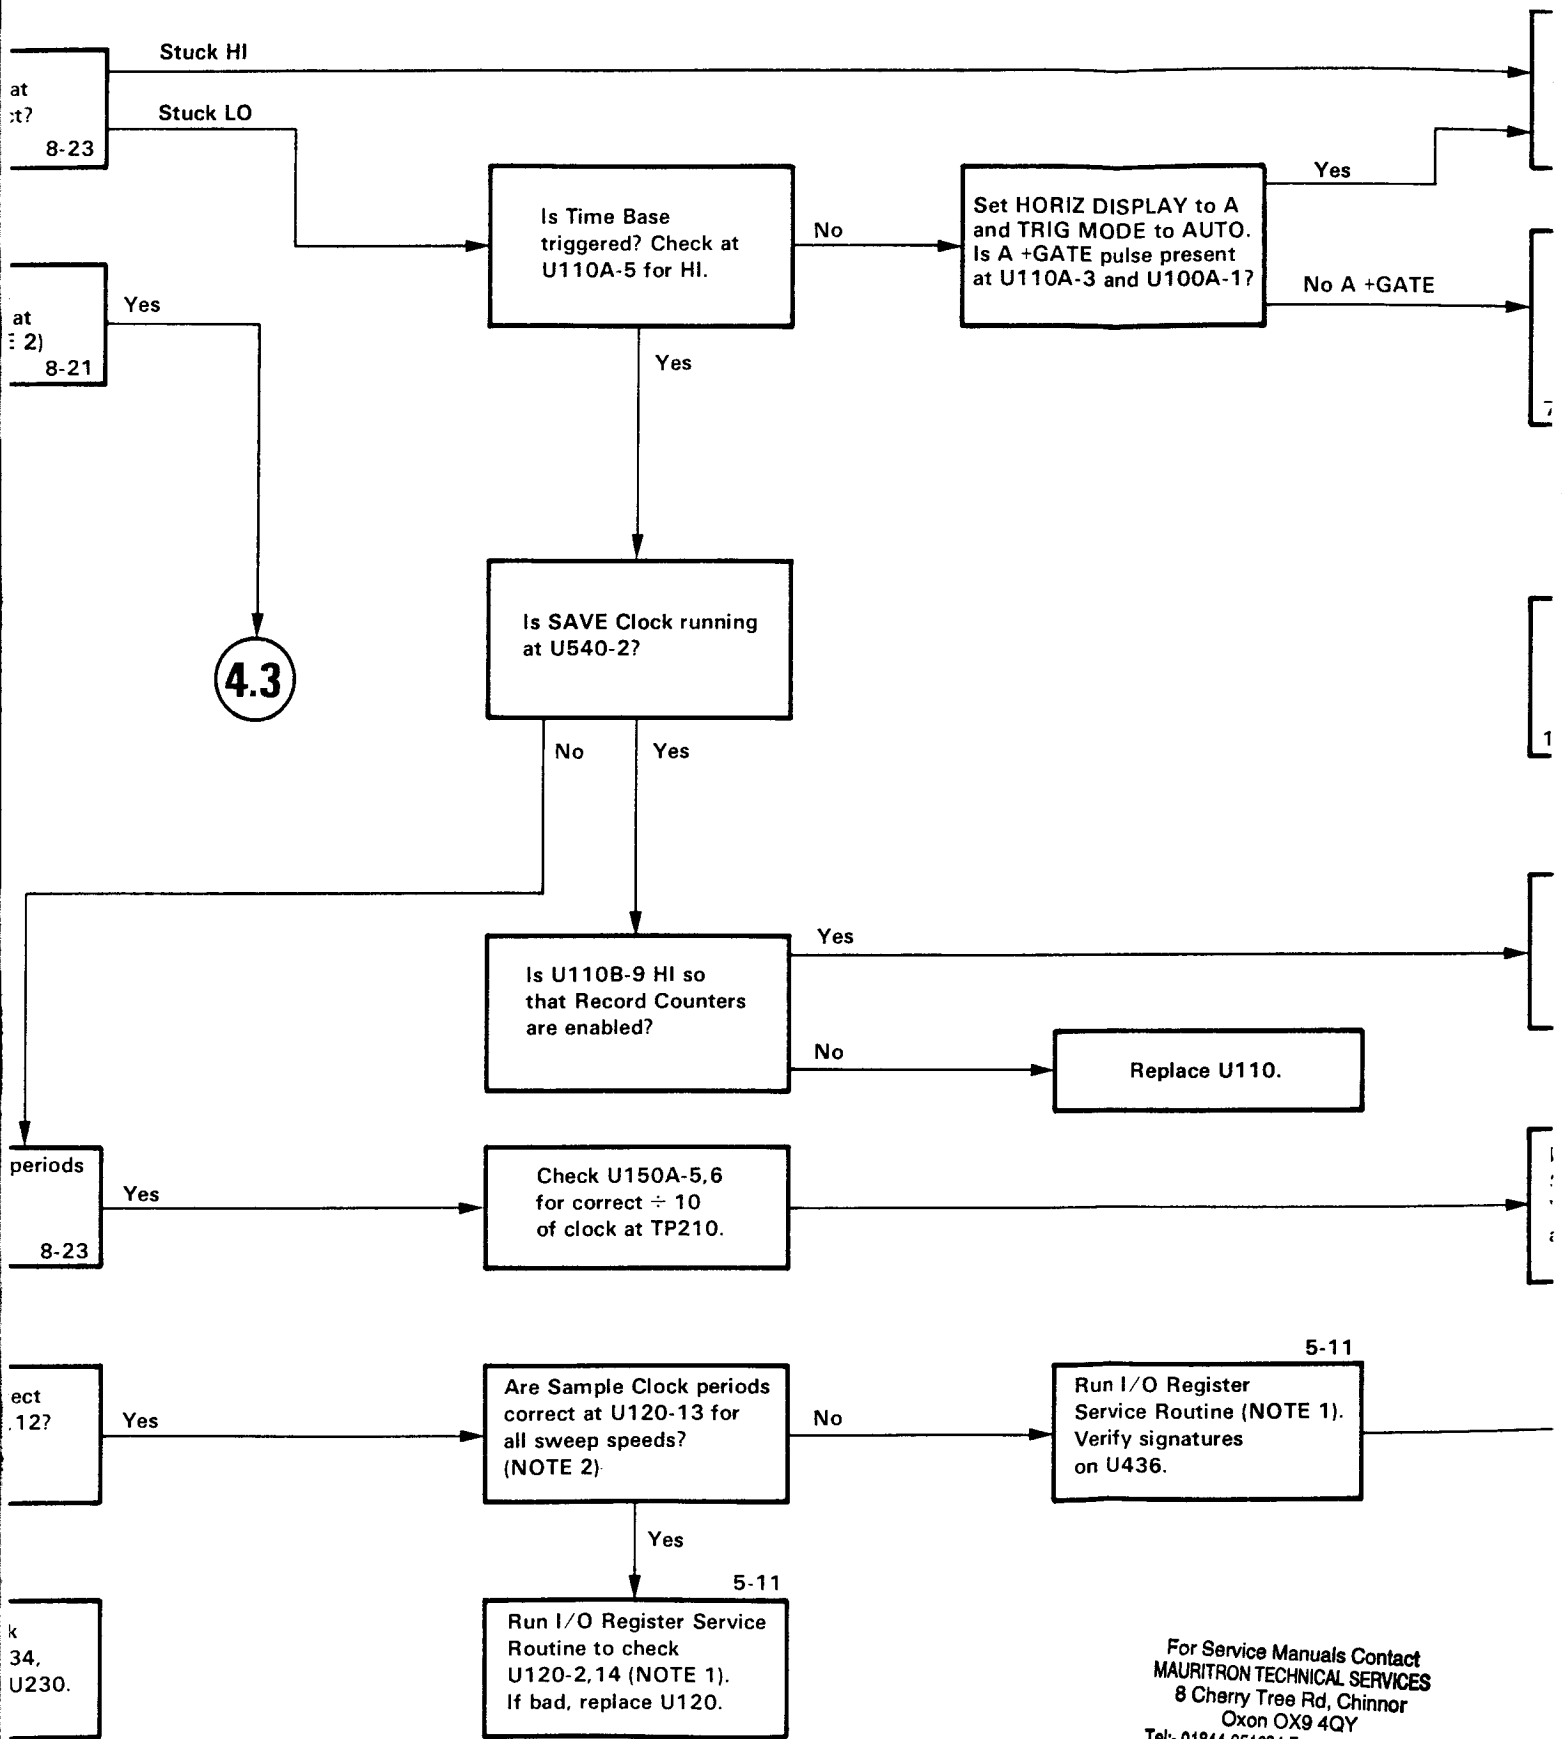 Stuck HI
at
Stuck LO
8-23
Yes
Is Time Base
triggered? Check at
U110A-5 for HI.
No
Set HORIZ DISPLAY to A
and TRIG MODE to AUTO.
Is A +GATE pulse present
at U110A-3 and U100A-1?
No A +GATE
Yes
at
2)
8-21
Yes
Is SAVE Clock running
at U540-2?
4.3
No
Yes
1
Yes
Is U110B-9 HI so
that Record Counters
are enabled?
No
Replace U110.
periods
Yes
8-23
Check U150A-5,6
for correct ÷ 10
of clock at TP210.
5-11
ect
.12?
Yes
Are Sample Clock periods
correct at U120-13 for
all sweep speeds?
(NOTE 2)
No
Run I/O Register
Service Routine (NOTE 1).
Verify signatures
on U436.
Yes
5-11
34,
U230.
Run I/O Register Service
Routine to check
U120-2,14 (NOTE 1).
If bad, replace U120.
For Service Manuals Contact
MAURITRON TECHNICAL SERVICES
8 Cherry Tree Rd, Chinnor
Oxon OX9 4QY